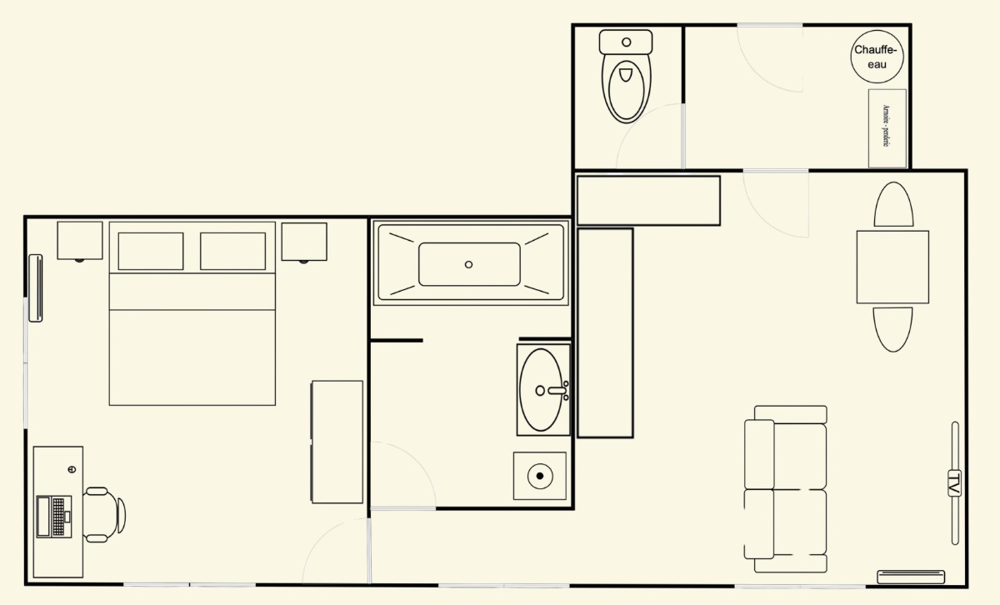 Chauffe-
eau
Armoire - penderie
TV